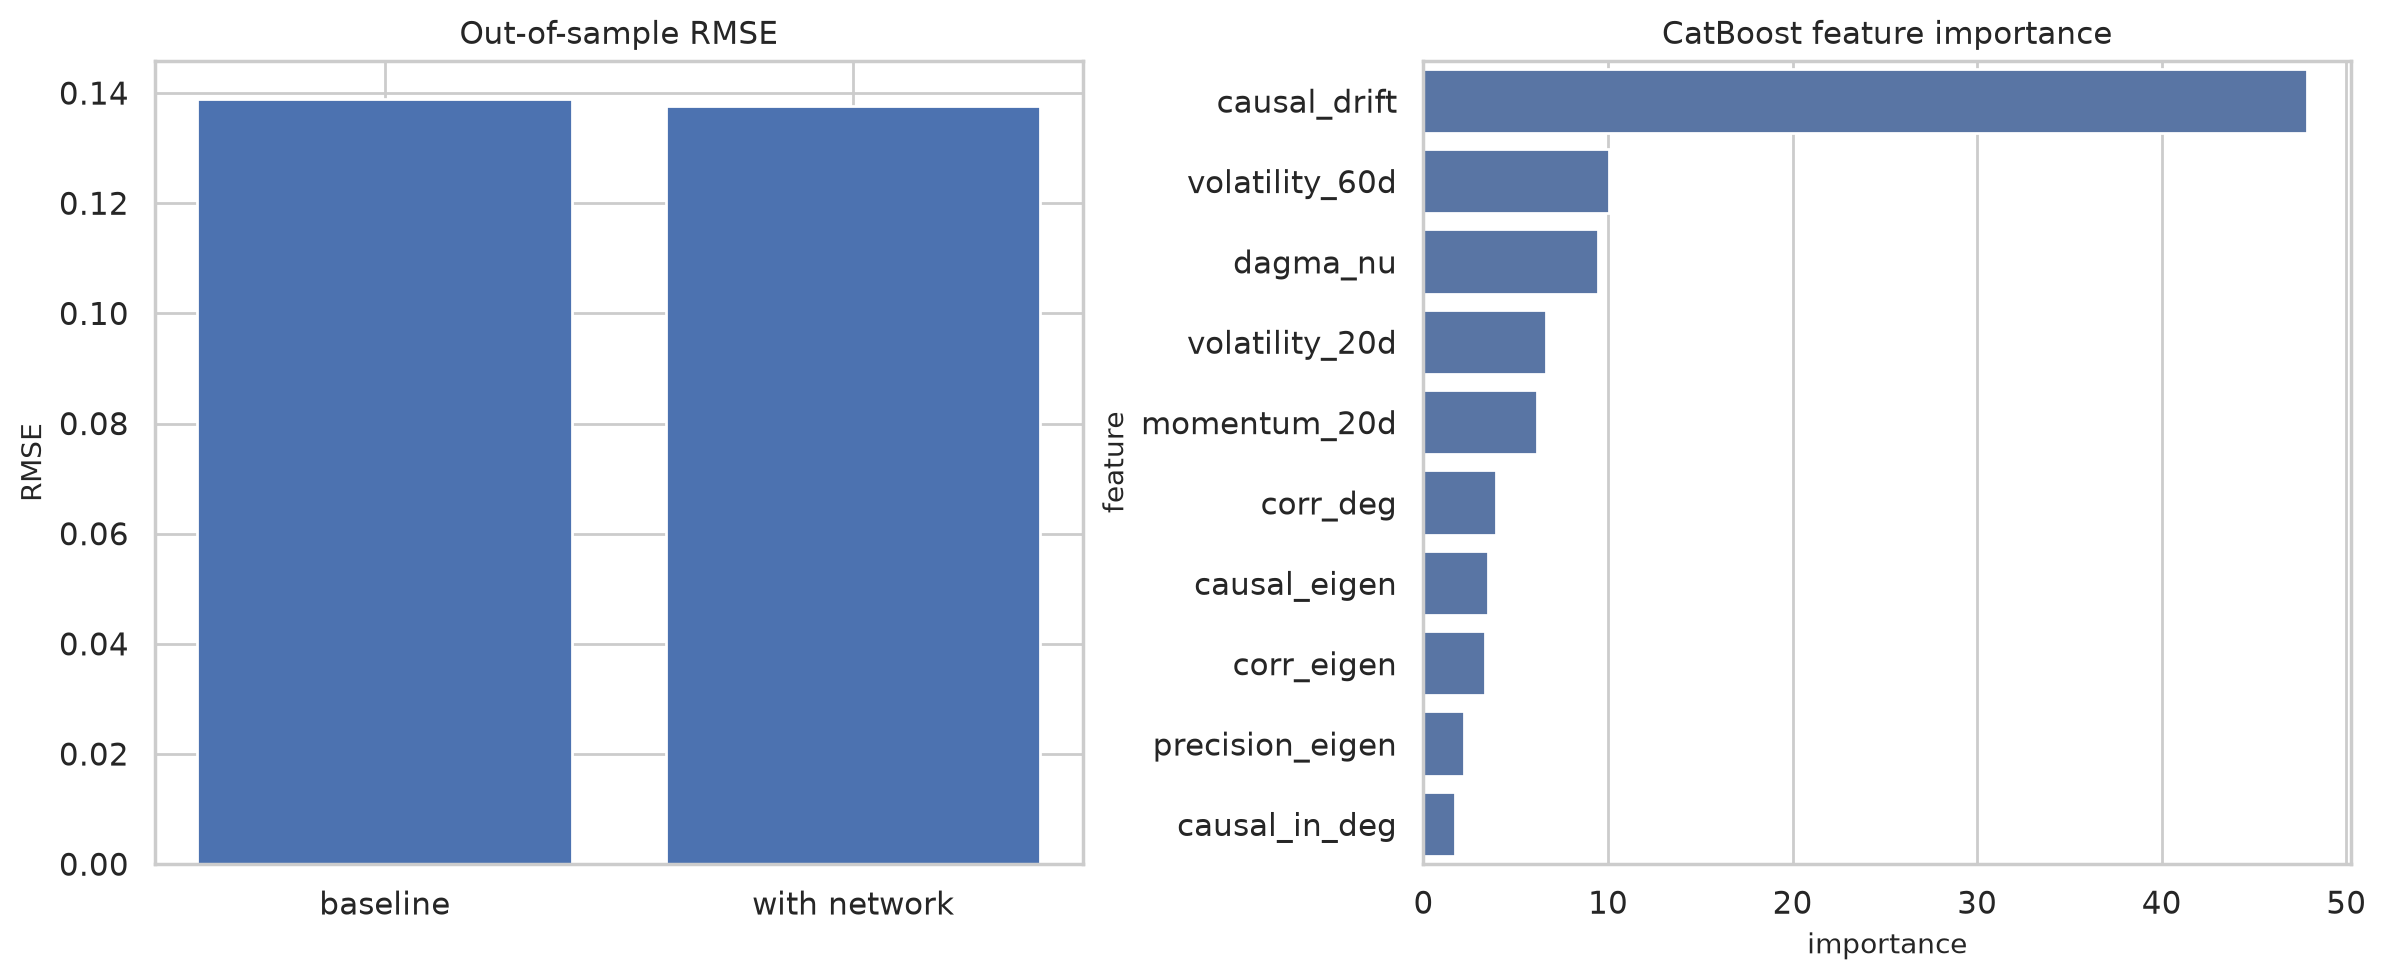 Out-of-sample RMSE
RMSE
0.14
0.12
0.10
0.08
0.06
0.04
0.02
0.00
baseline
with network
CatBoost feature importance
feature
causal_drift
volatility_60d
dagma_nu
volatility_20d
momentum_20d
corr_deg
causal_eigen
corr_eigen
precision_eigen
causal_in_deg
0
10
20
30
40
50
importance